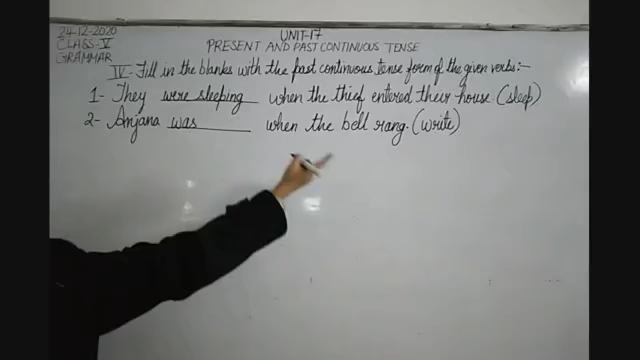 24-12-2020
CLASS-V
GRAMMAR
UNIT-17
PRESENT AND PAST CONTINUOUS TENSE
IV- Fill in the blanks with the past continuous tense form of the given verbs:-
1- They were sleeping when the thief entered their house. (sleep)
2- Anjana was when the bell rang. (write)